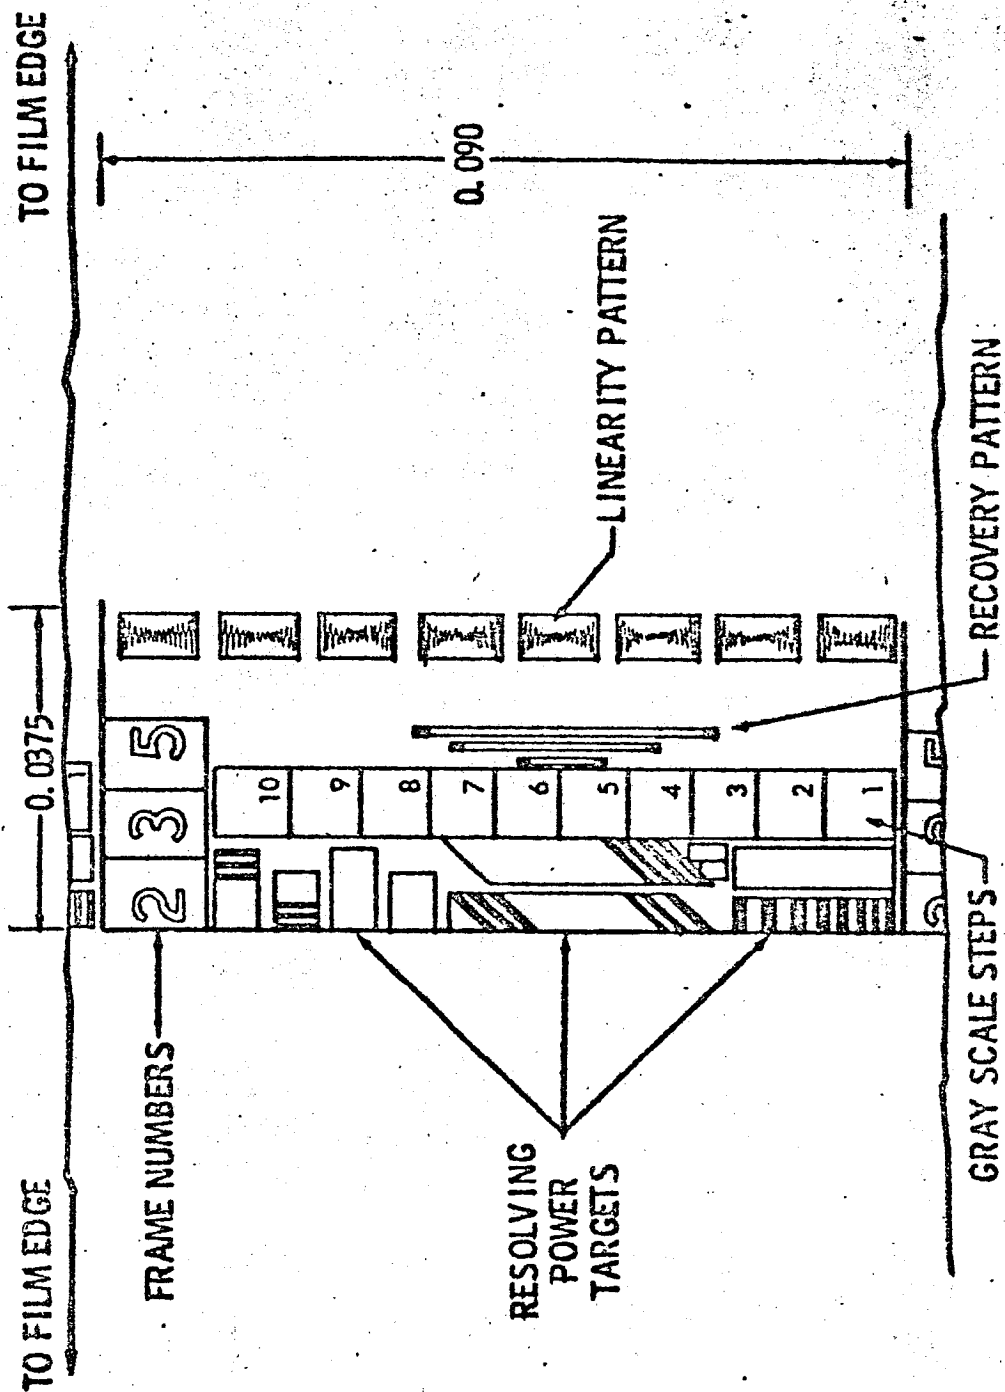 TO FILM EDGE
TO FILM EDGE
0.0375
0.090
FRAME NUMBERS
2 3 5
10
9
8
7
6
5
4
3
2
1
RESOLVING
POWER
TARGETS
LINEARITY PATTERN
GRAY SCALE STEPS
RECOVERY PATTERN